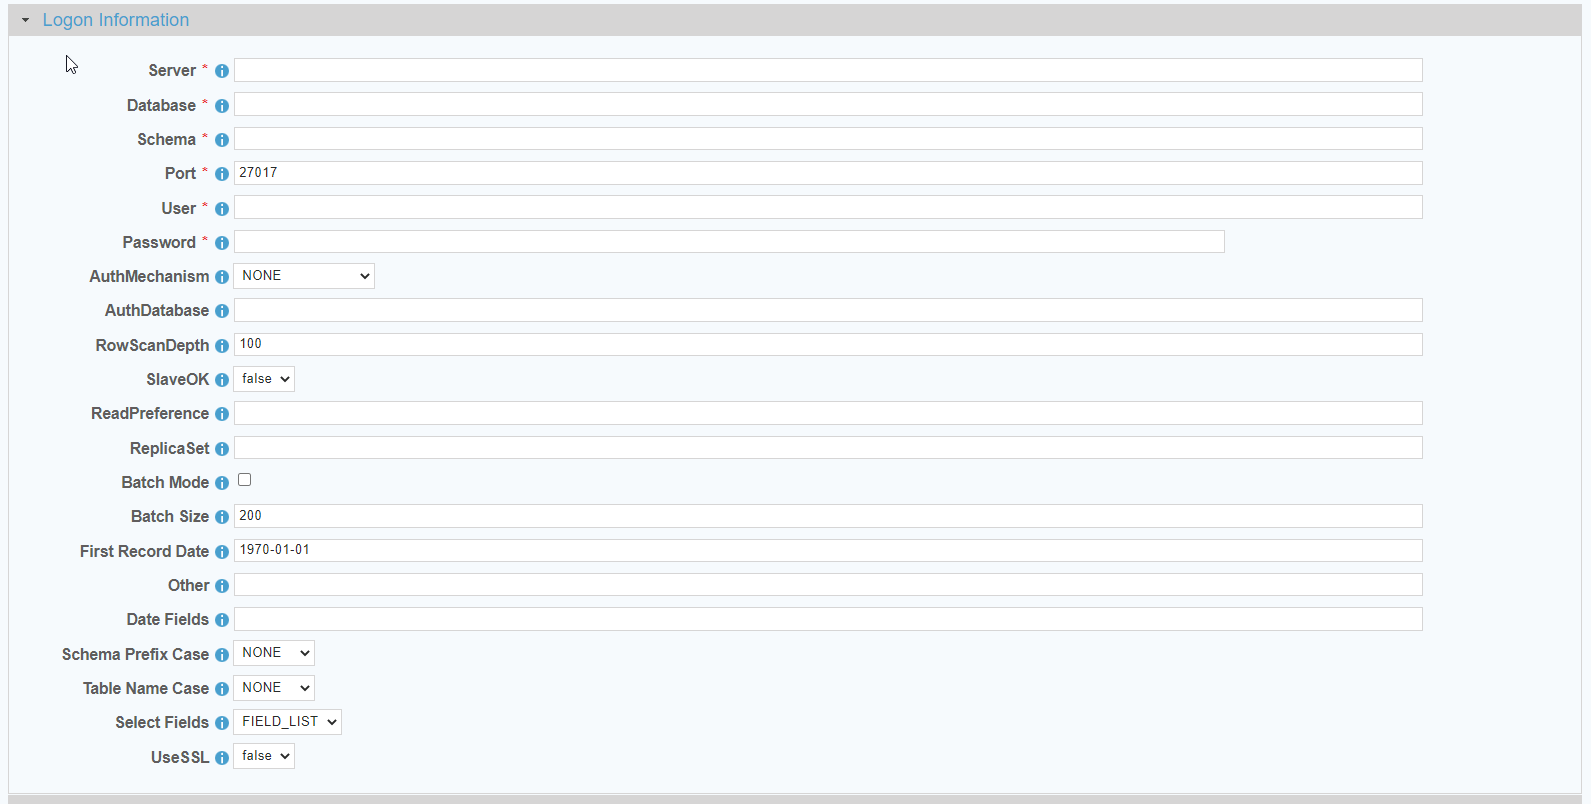 Logon Information
Server *
Database *
Schema *
Port * 27017
User *
Password *
AuthMechanism NONE
AuthDatabase
RowScanDepth 100
SlaveOK false
ReadPreference
ReplicaSet
Batch Mode
Batch Size 200
First Record Date 1970-01-01
Other
Date Fields
Schema Prefix Case NONE
Table Name Case NONE
Select Fields FIELD_LIST
UseSSL false